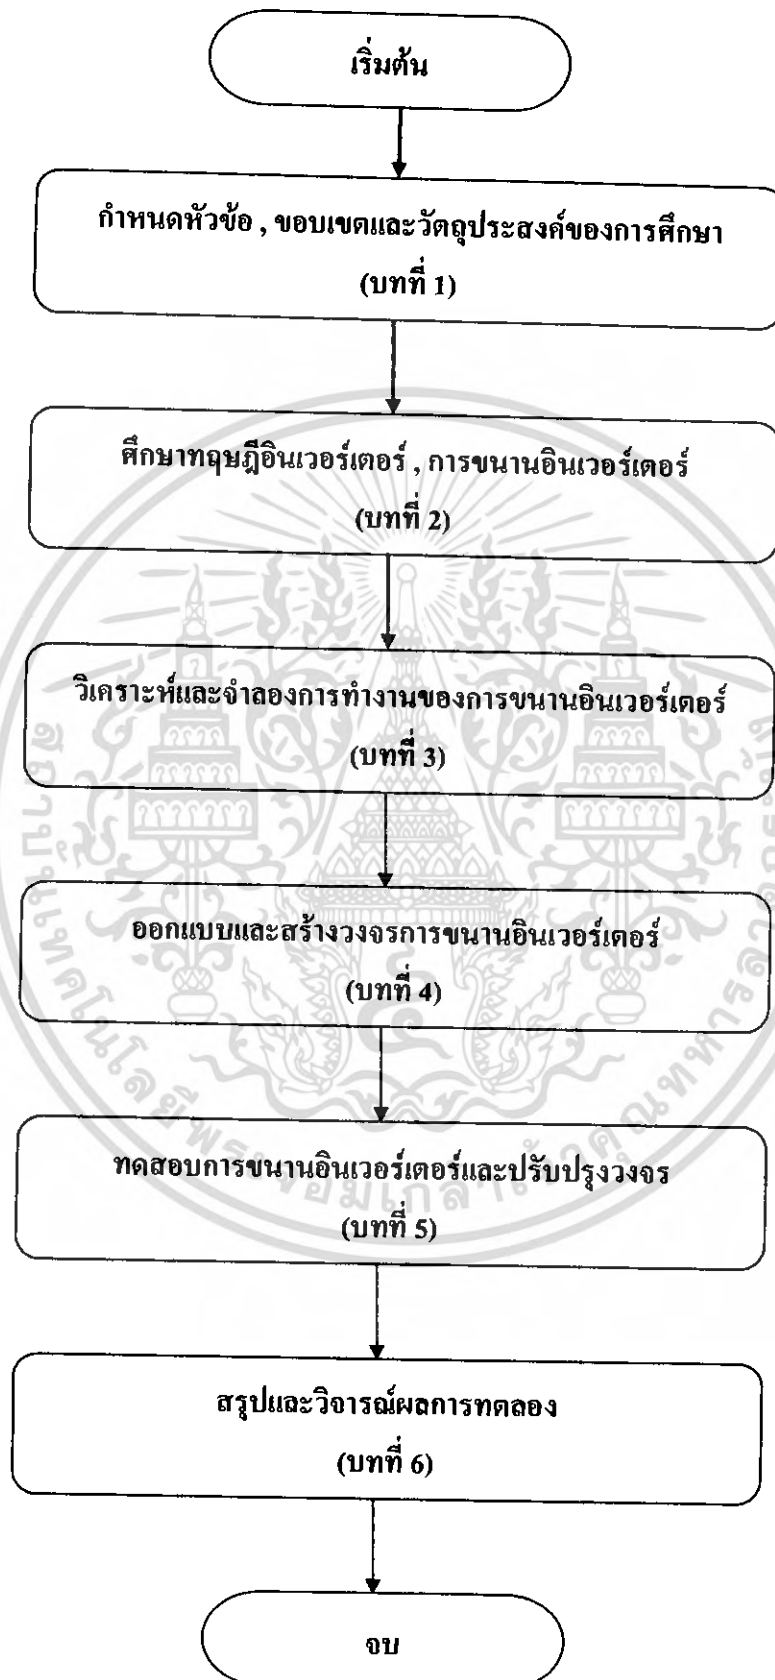 เริ่มต้น
กำหนดหัวข้อ , ขอบเขตและวัตถุประสงค์ของการศึกษา
(บทที่ 1)
ศึกษาทฤษฎีอินเวอร์เตอร์ , การขนานอินเวอร์เตอร์
(บทที่ 2)
วิเคราะห์และจำลองการทำงานของการขนานอินเวอร์เตอร์
(บทที่ 3)
ออกแบบและสร้างวงจรการขนานอินเวอร์เตอร์
(บทที่ 4)
ทดสอบการขนานอินเวอร์เตอร์และปรับปรุงวงจร
(บทที่ 5)
สรุปและวิจารณ์ผลการทดลอง
(บทที่ 6)
จบ